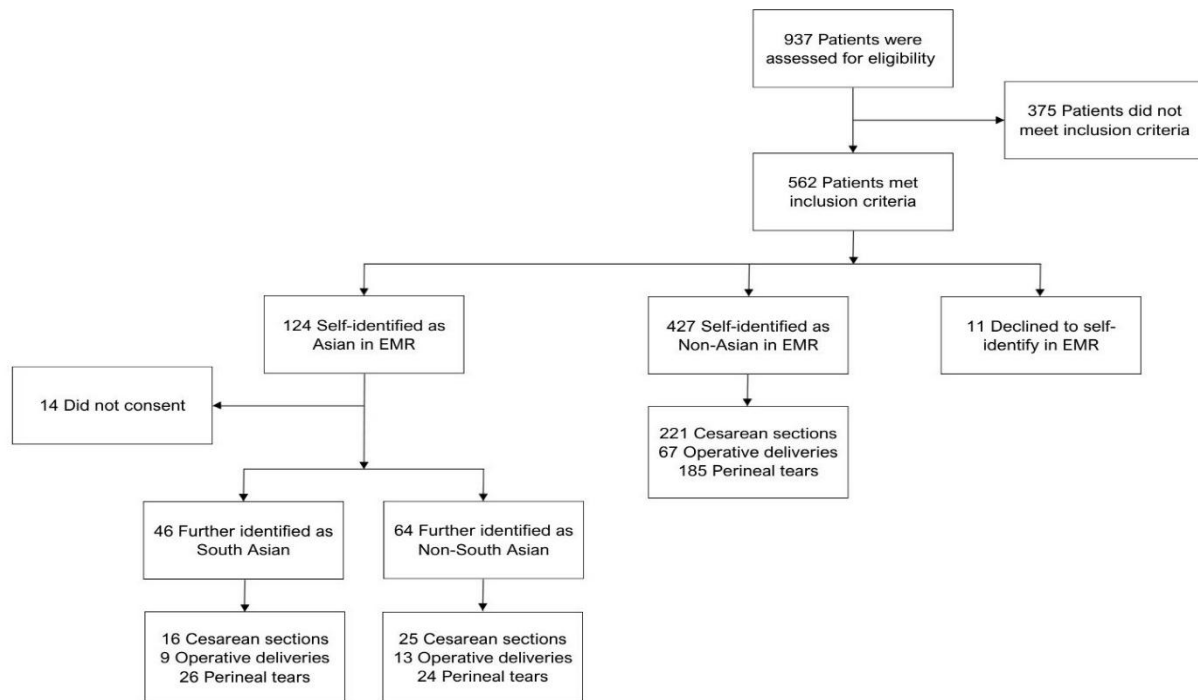 937 Patients were
assessed for eligibility
375 Patients did not
meet inclusion criteria
562 Patients met
inclusion criteria
124 Self-identified as
Asian in EMR
427 Self-identified as
Non-Asian in EMR
11 Declined to self-
identify in EMR
14 Did not consent
221 Cesarean sections
67 Operative deliveries
185 Perineal tears
46 Further identified as
South Asian
64 Further identified as
Non-South Asian
16 Cesarean sections
9 Operative deliveries
26 Perineal tears
25 Cesarean sections
13 Operative deliveries
24 Perineal tears